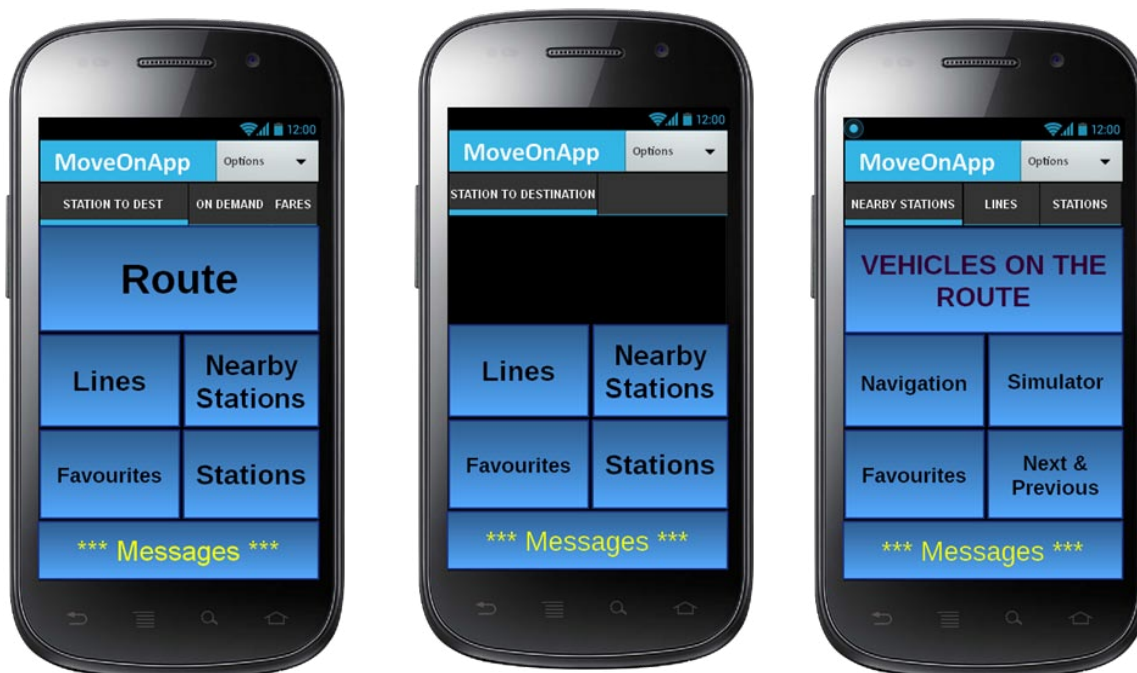 12:00
MoveOnApp Options
STATION TO DEST ON DEMAND FARES
Route
Lines
Nearby
Stations
Favourites
Stations
*** Messages ***
12:00
MoveOnApp Options
STATION TO DESTINATION
Lines
Nearby
Stations
Favourites
Stations
*** Messages ***
12:00
MoveOnApp Options
NEARBY STATIONS LINES STATIONS
VEHICLES ON THE
ROUTE
Navigation
Simulator
Favourites
Next &
Previous
*** Messages ***